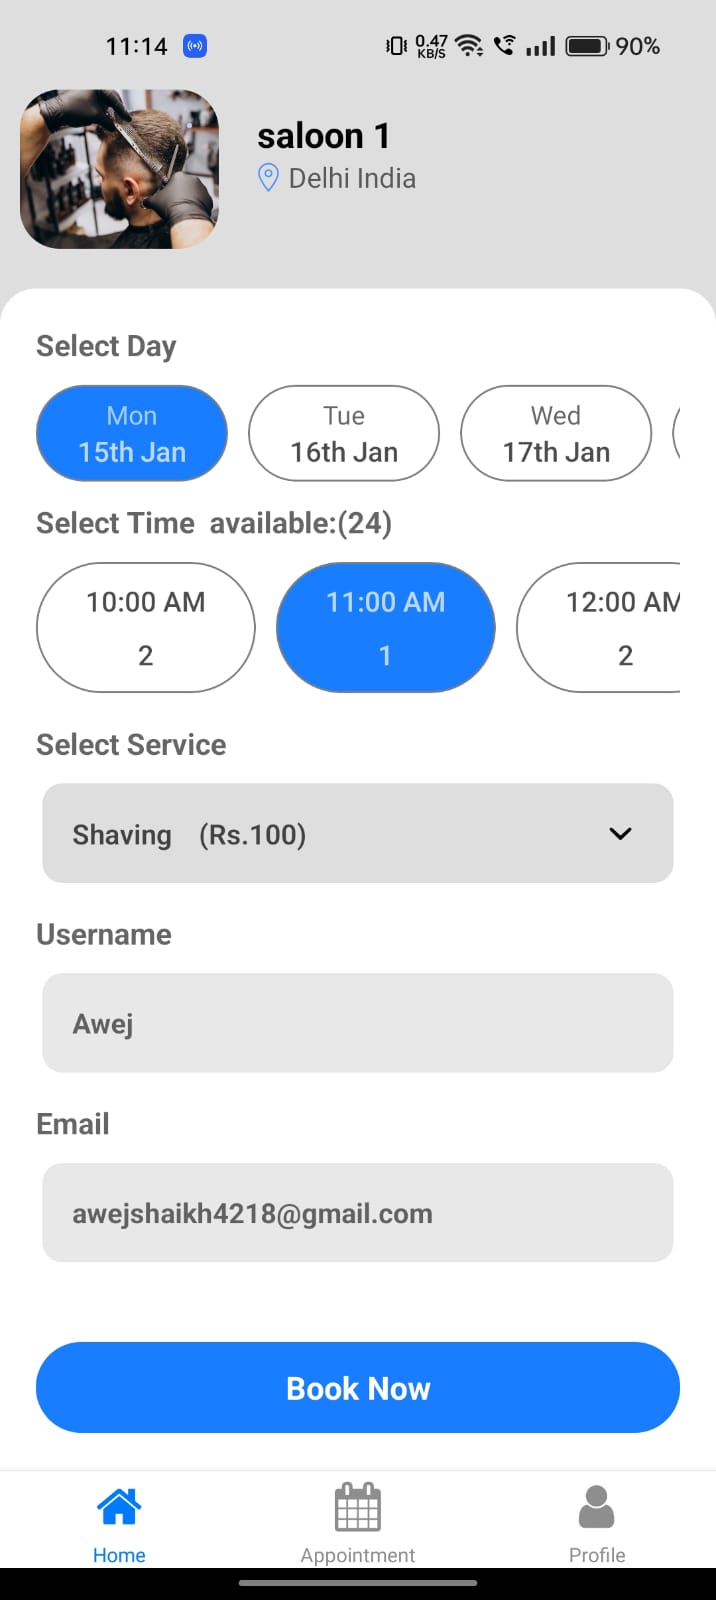 11:14
0.47
KB/S
90%
saloon 1
Delhi India
Select Day
Mon
15th Jan
Tue
16th Jan
Wed
17th Jan
Select Time  available:(24)
10:00 AM
2
11:00 AM
1
12:00 AM
2
Select Service
Shaving   (Rs.100)
Username
Awej
Email
awejshaikh4218@gmail.com
Book Now
Home
Appointment
Profile